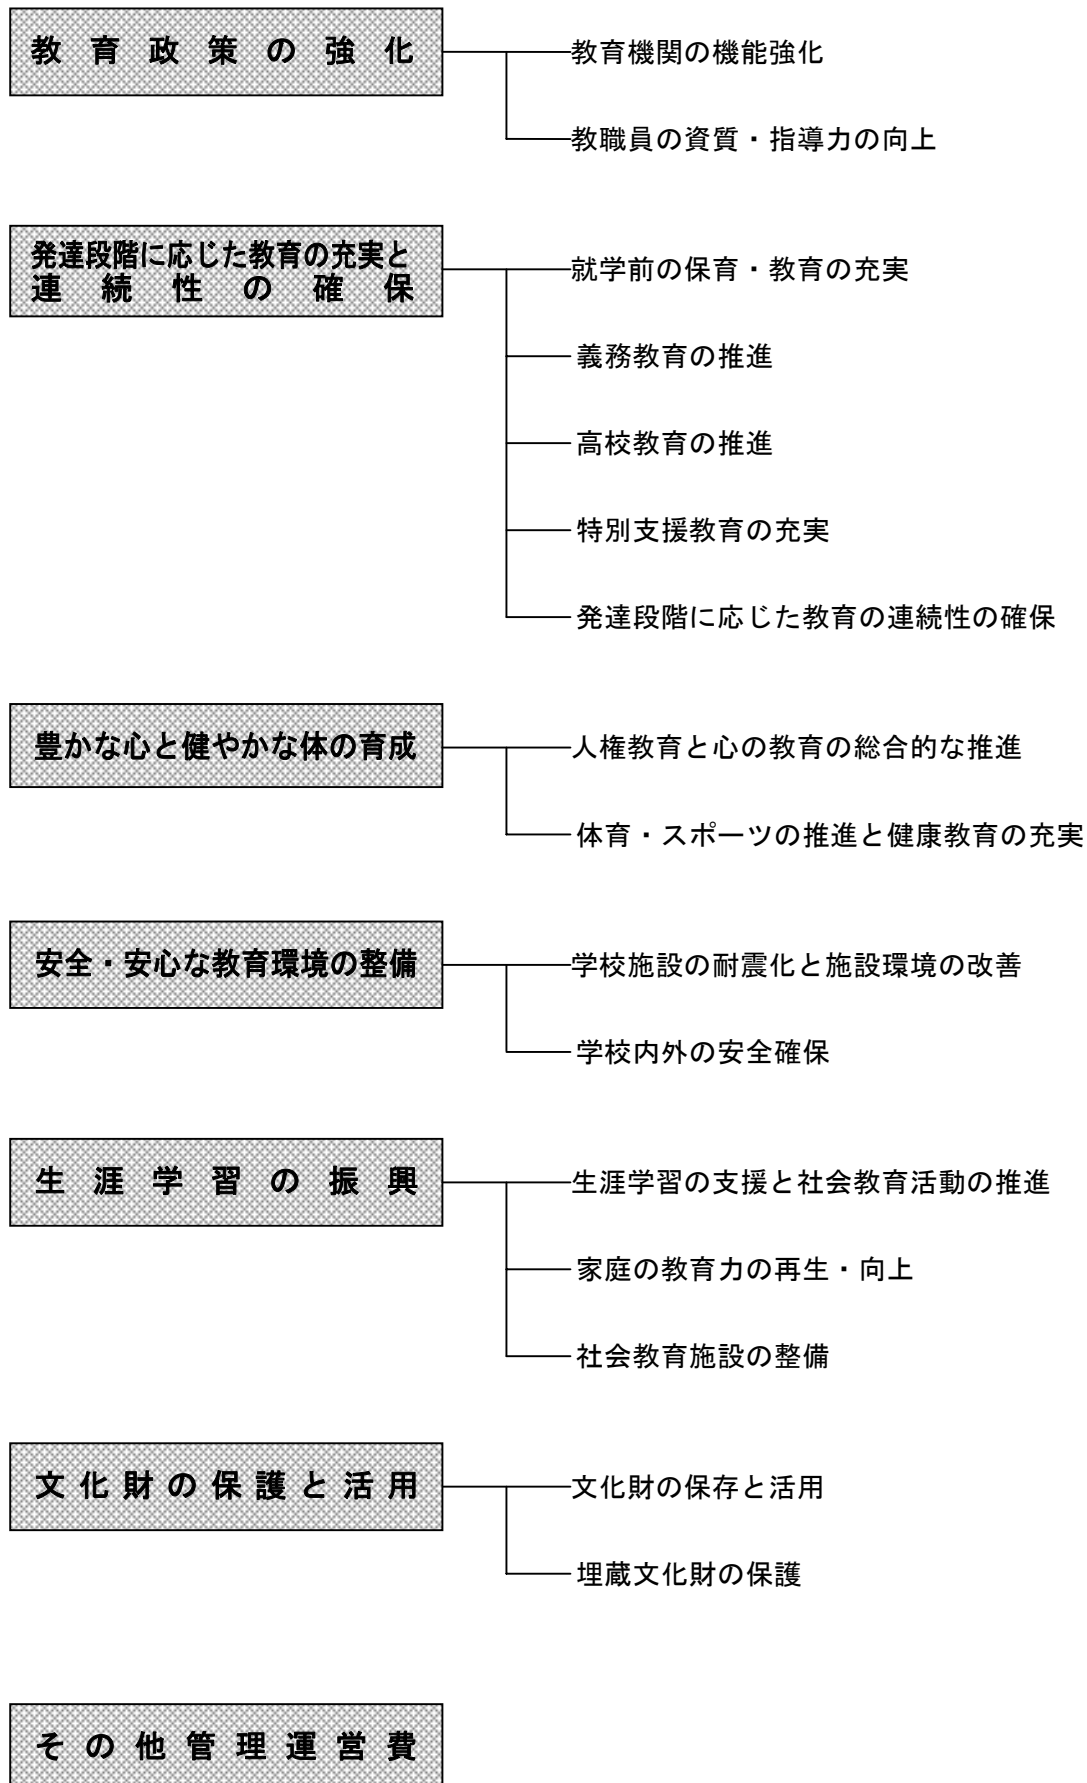 教育政策の強化
教育機関の機能強化
教職員の資質・指導力の向上
発達段階に応じた教育の充実と
連続性の確保
就学前の保育・教育の充実
義務教育の推進
高校教育の推進
特別支援教育の充実
発達段階に応じた教育の連続性の確保
豊かな心と健やかな体の育成
人権教育と心の教育の総合的な推進
体育・スポーツの推進と健康教育の充実
安全・安心な教育環境の整備
学校施設の耐震化と施設環境の改善
学校内外の安全確保
生涯学習の振興
生涯学習の支援と社会教育活動の推進
家庭の教育力の再生・向上
社会教育施設の整備
文化財の保護と活用
文化財の保存と活用
埋蔵文化財の保護
その他管理運営費